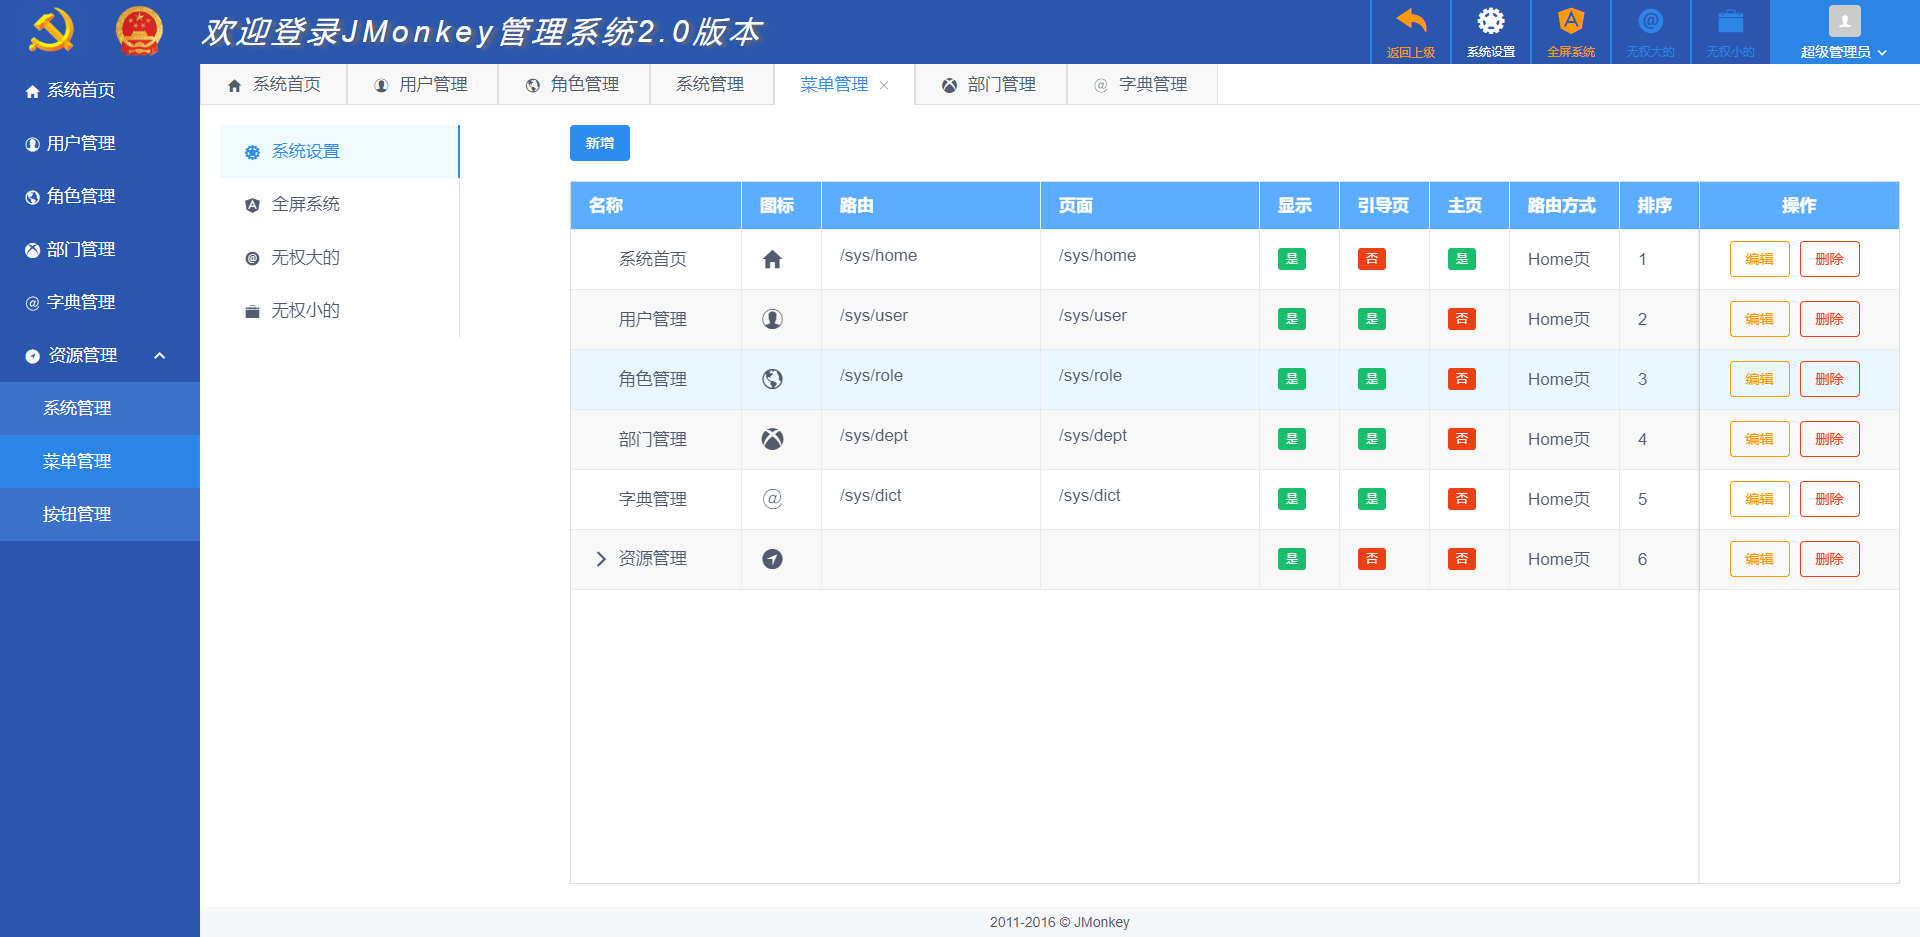 欢迎登录JMonkey管理系统2.0版本
返回上级
系统设置
全屏系统
无权大的
无权小的
超级管理员
系统首页
用户管理
角色管理
部门管理
字典管理
资源管理
系统管理
菜单管理
按钮管理
系统首页 用户管理 角色管理 系统管理 菜单管理 × 部门管理 字典管理
系统设置
全屏系统
无权大的
无权小的
新增
名称 图标 路由 页面 显示 引导页 主页 路由方式 排序 操作
系统首页 /sys/home /sys/home 是 否 是 Home页 1 编辑 删除
用户管理 /sys/user /sys/user 是 是 否 Home页 2 编辑 删除
角色管理 /sys/role /sys/role 是 是 否 Home页 3 编辑 删除
部门管理 /sys/dept /sys/dept 是 是 否 Home页 4 编辑 删除
字典管理 /sys/dict /sys/dict 是 是 否 Home页 5 编辑 删除
资源管理 是 否 否 Home页 6 编辑 删除
2011-2016 © JMonkey